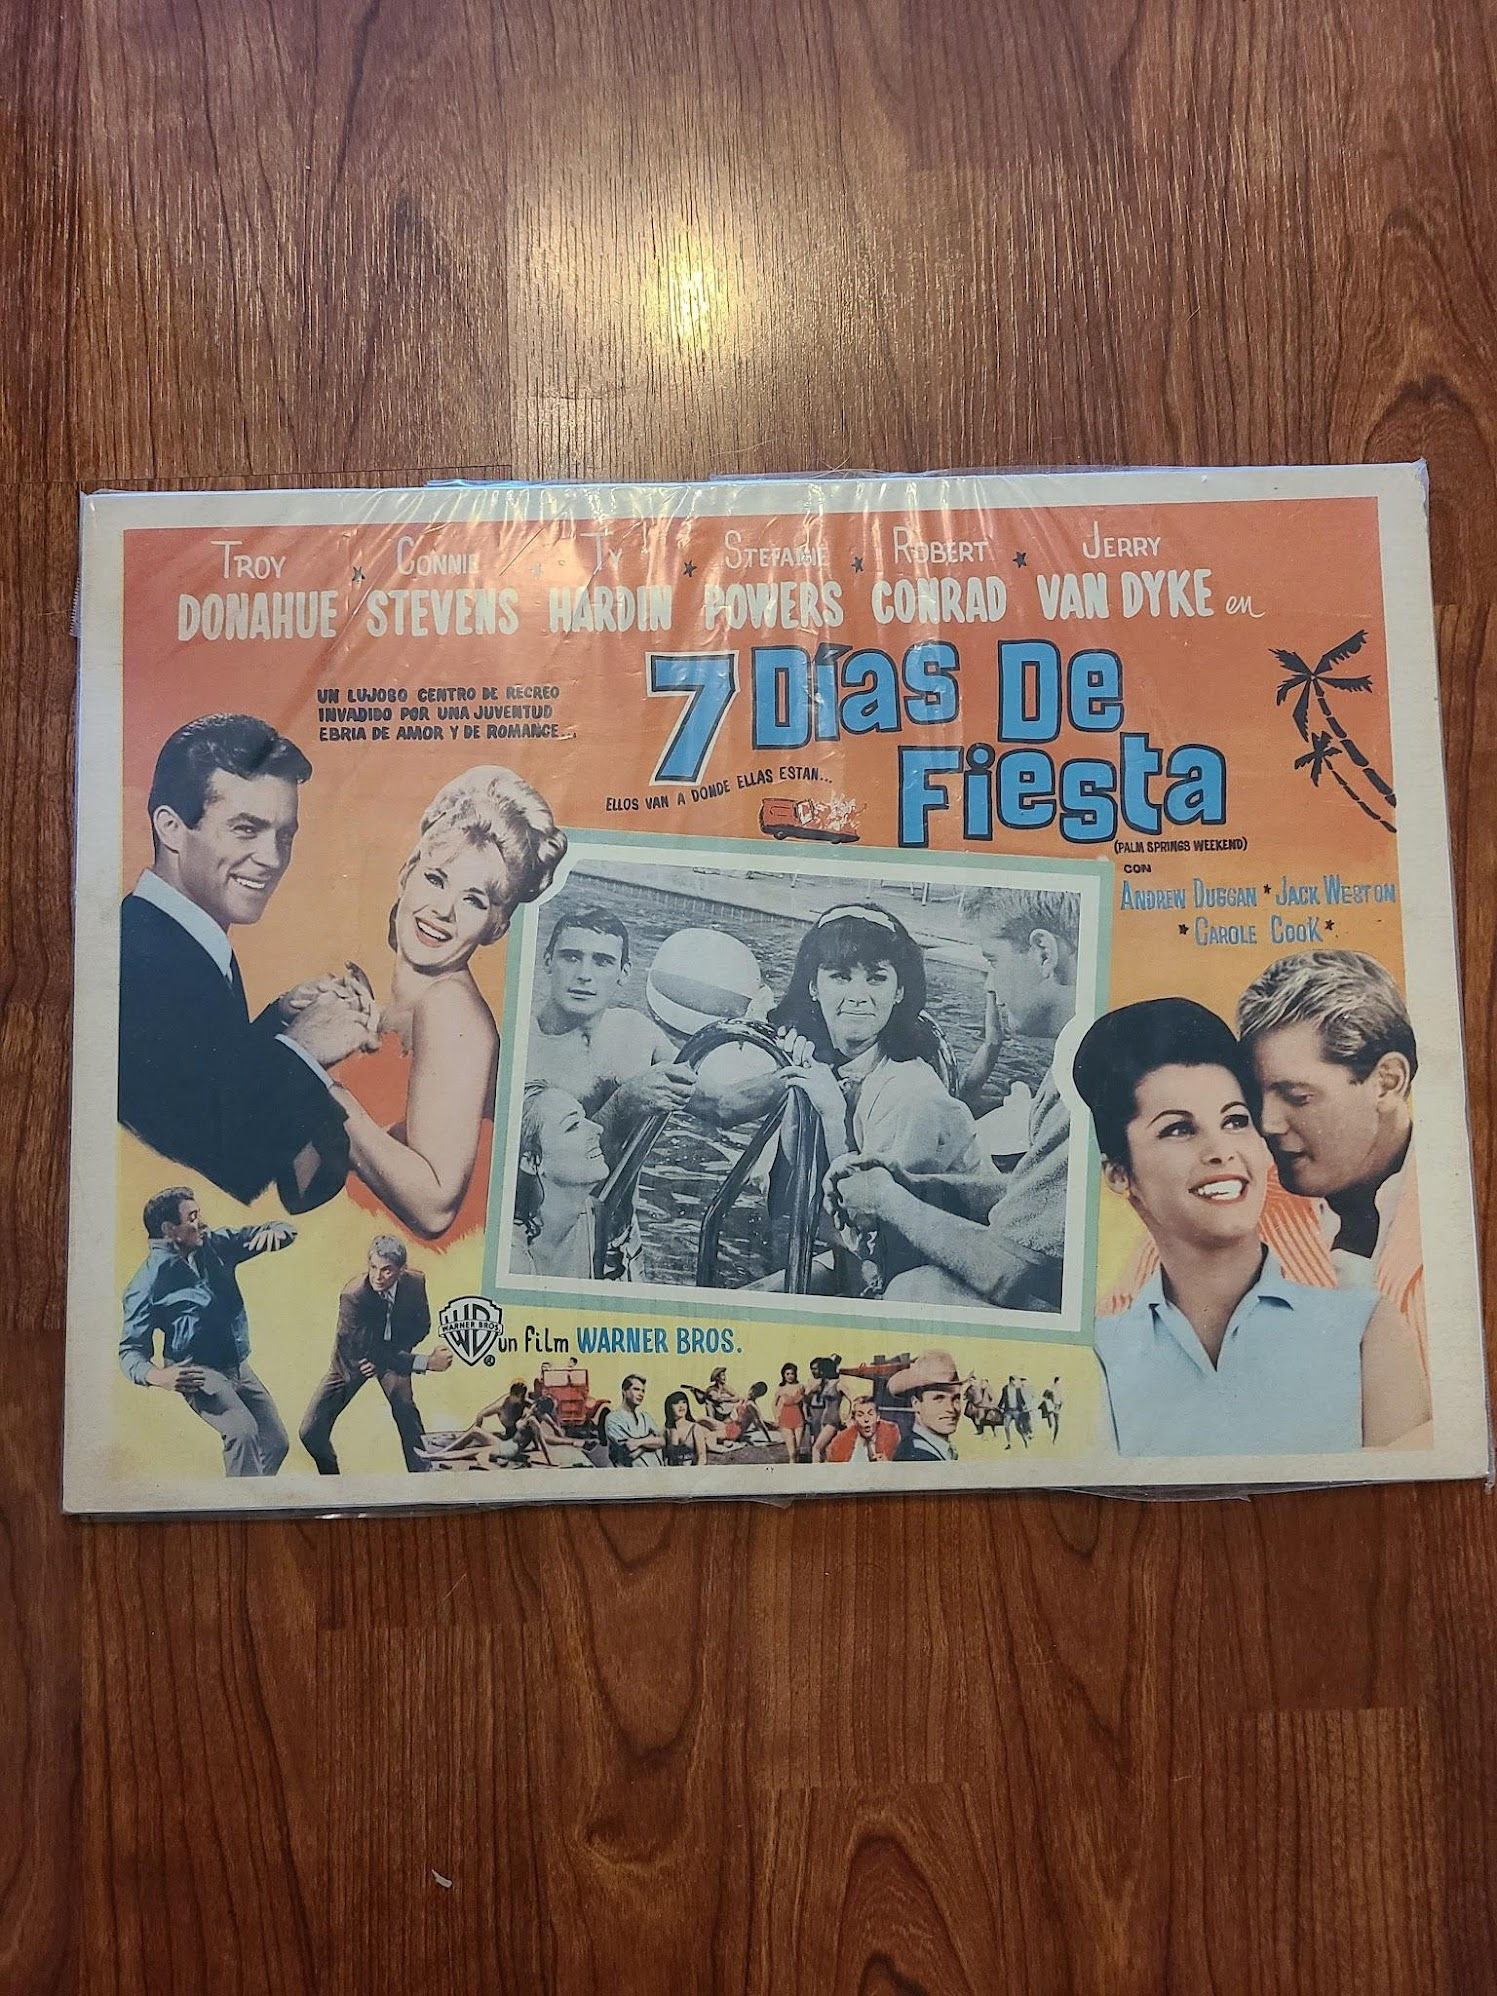 TROY ★ CONNIE ★ TY ★ STEFANIE ★ ROBERT ★ JERRY
DONAHUE STEVENS HARDIN POWERS CONRAD VAN DYKE en
7 Días De
Fiesta
(PALM SPRINGS WEEKEND)
UN LUJOSO CENTRO DE RECREO
INVADIDO POR UNA JUVENTUD
EBRIA DE AMOR Y DE ROMANCE...
ELLOS VAN A DONDE ELLAS ESTAN...
CON
ANDREW DUGGAN ★ JACK WESTON
★ CAROLE COOK ★
WB
WARNER BROS.
®
un film WARNER BROS.